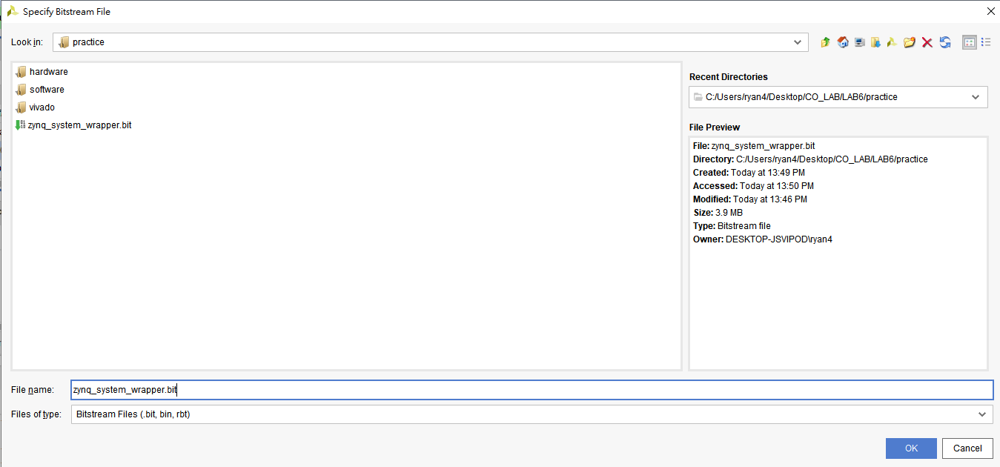 Specify Bitstream File
Look in: practice
hardware
software
vivado
zynq_system_wrapper.bit
Recent Directories
C:/Users/ryan4/Desktop/CO_LAB/LAB6/practice
File Preview
File: zynq_system_wrapper.bit
Directory: C:/Users/ryan4/Desktop/CO_LAB/LAB6/practice
Created: Today at 13:49 PM
Accessed: Today at 13:50 PM
Modified: Today at 13:46 PM
Size: 3.9 MB
Type: Bitstream file
Owner: DESKTOP-JSVIPOD\ryan4
File name: zynq_system_wrapper.bit
Files of type: Bitstream Files (.bit, bin, rbt)
OK Cancel